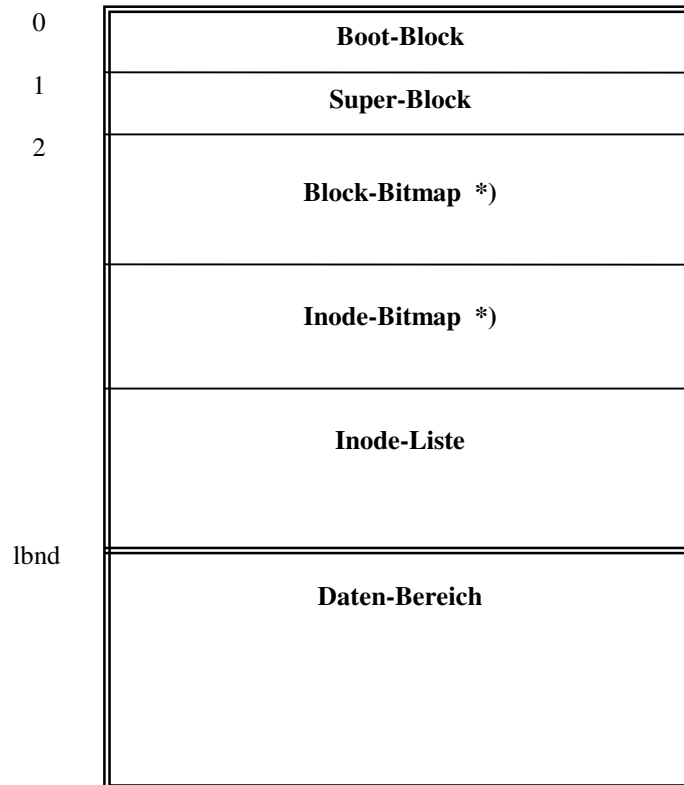 0
Boot-Block
1
Super-Block
2
Block-Bitmap *)
Inode-Bitmap *)
Inode-Liste
lbnd
Daten-Bereich